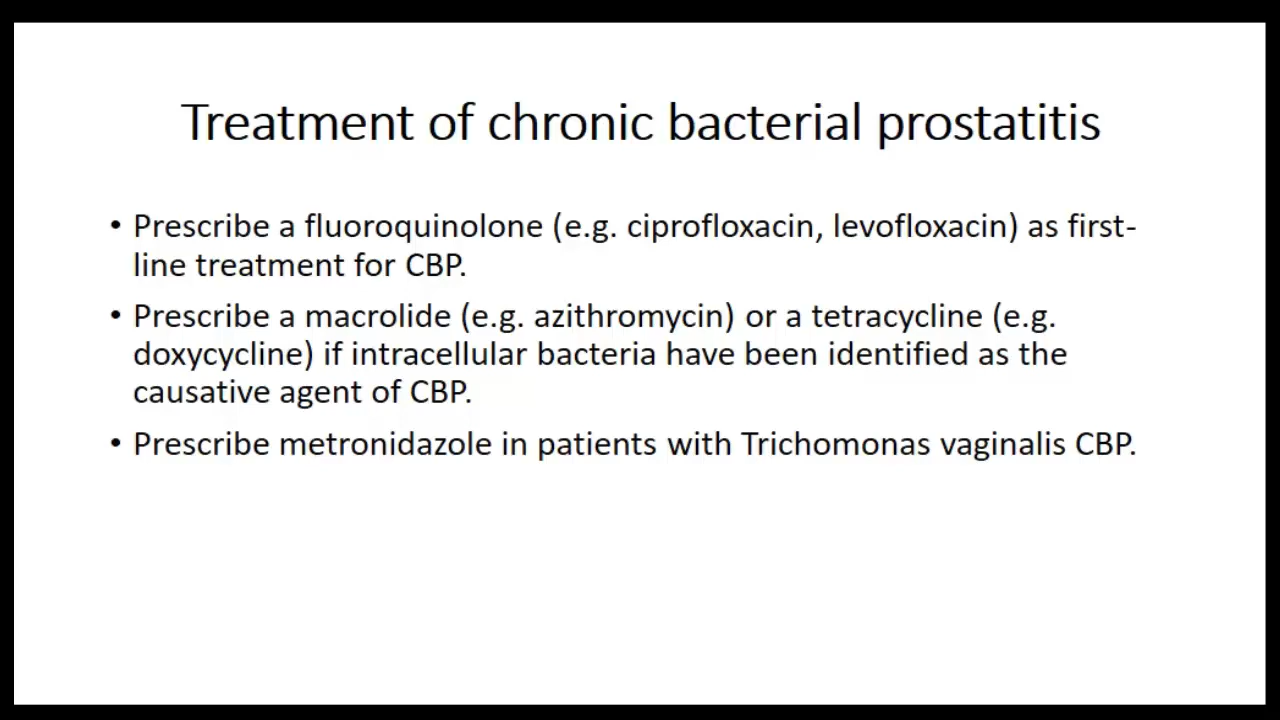 Treatment of chronic bacterial prostatitis
• Prescribe a fluoroquinolone (e.g. ciprofloxacin, levofloxacin) as first-
line treatment for CBP.
• Prescribe a macrolide (e.g. azithromycin) or a tetracycline (e.g.
doxycycline) if intracellular bacteria have been identified as the
causative agent of CBP.
• Prescribe metronidazole in patients with Trichomonas vaginalis CBP.